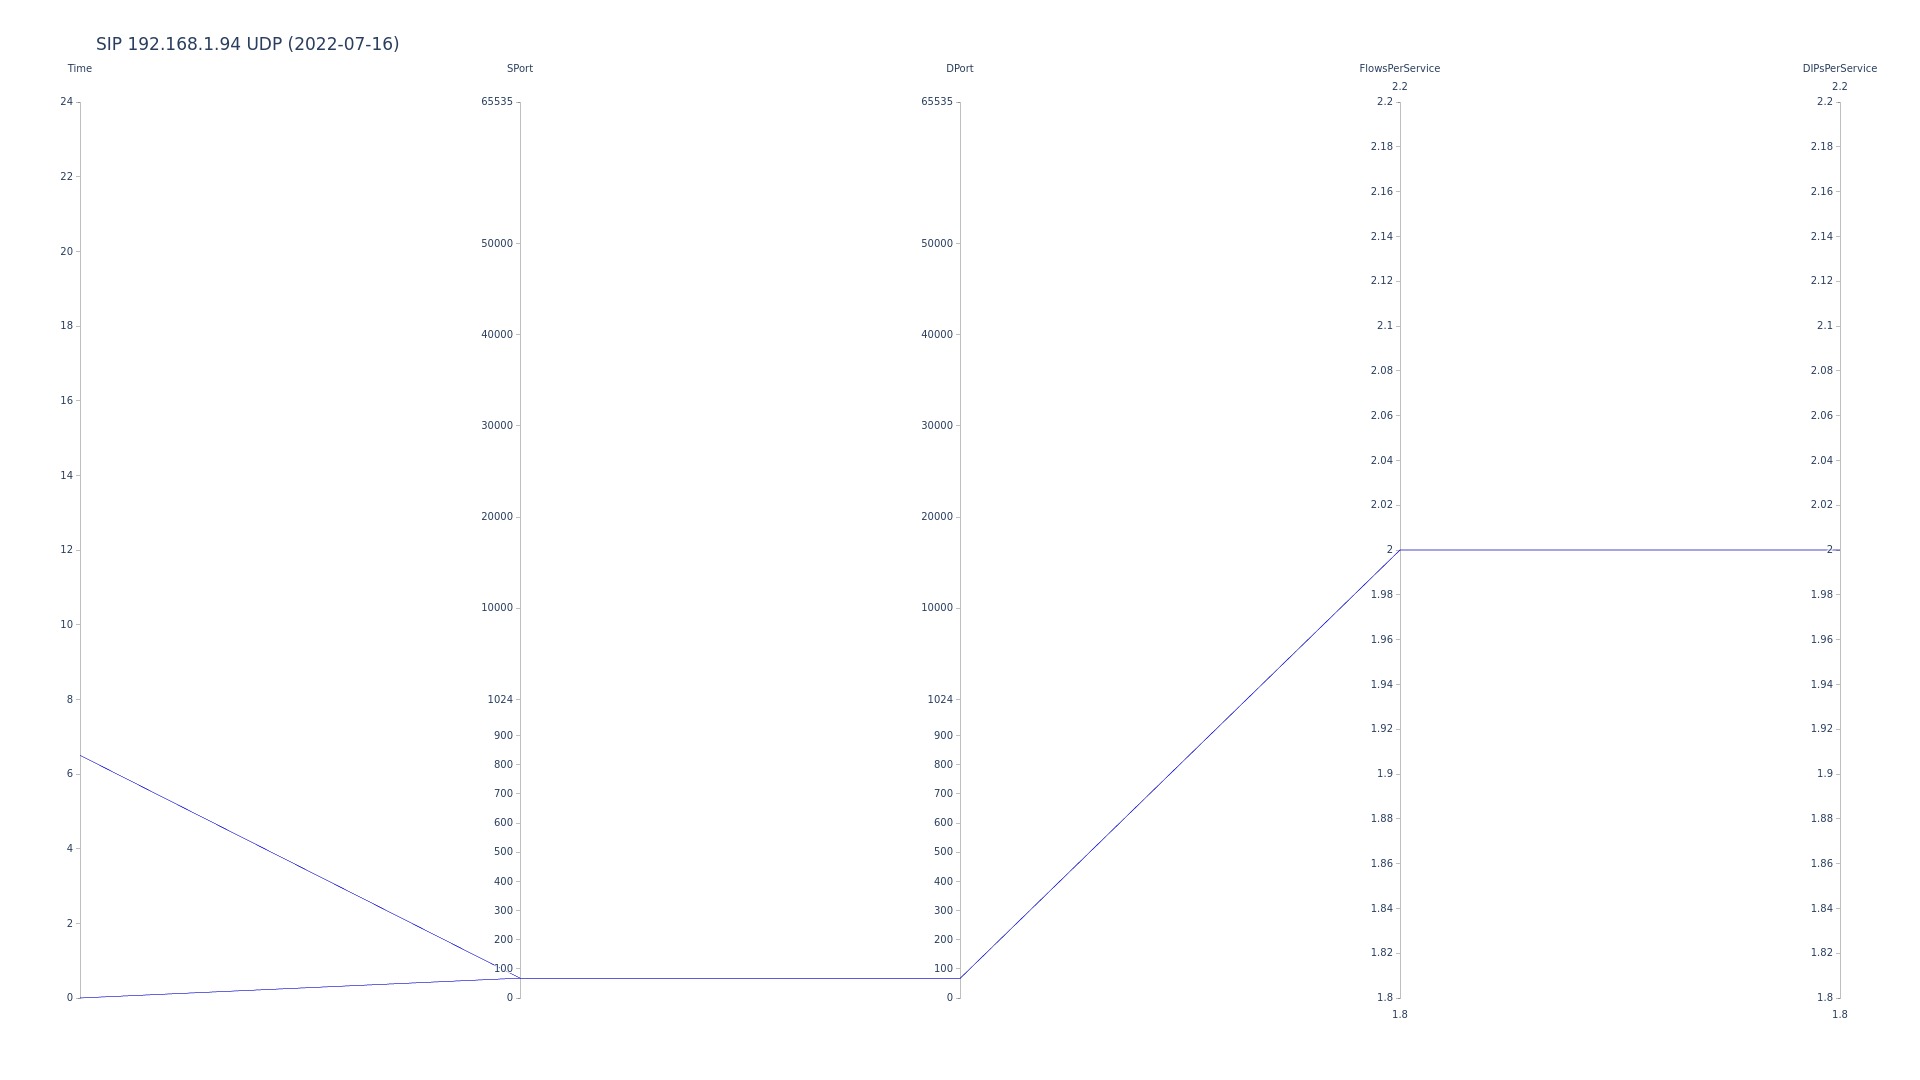 SIP 192.168.1.94 UDP (2022-07-16)
Time SPort DPort FlowsPerService DIPsPerService
2.2 2.2
24 65535 65535 2.2 2.2
2.18 2.18
22
2.16 2.16
20 50000 50000 2.14 2.14
2.12 2.12
18 40000 40000 2.1 2.1
2.08 2.08
16
2.06 2.06
30000 30000
2.04 2.04
14
2.02 2.02
20000 20000
12 2 2
1.98 1.98
10000 10000
10
1.96 1.96
1.94 1.94
8 1024 1024
1.92 1.92
900 900
800 800
6 1.9 1.9
700 700
600 600 1.88 1.88
4 500 500
1.86 1.86
400 400
300 300 1.84 1.84
2
200 200
1.82 1.82
100 100
0 0 0 1.8 1.8
1.8 1.8